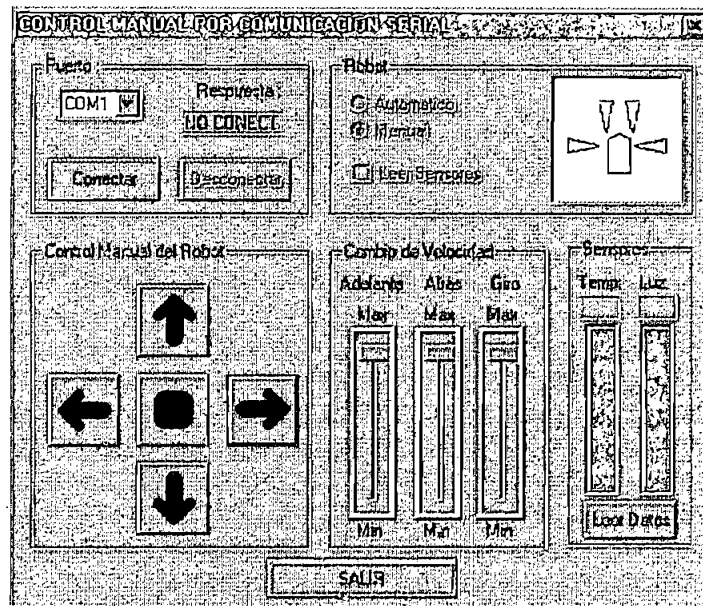 CONTROL MANUAL POR COMUNICACION SERIAL
Puerto
COM1
Respuesta
NO CONECT.
Conectar
Desconectar
Robot
Automatico
Manual
Leer Sensores
Control Manual del Robot
Cambio de Velocidad
Adelante Atrás Giro
Max Max Max
Min Min Min
Sensores
Temp. Luz
Leer Datos
SALIR